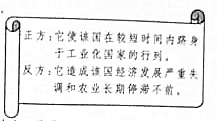 正方：它使该国在较短时间内跻身
于工业化国家的行列。
反方：它造成该国经济发展严重失
调和农业长期停滞不前。